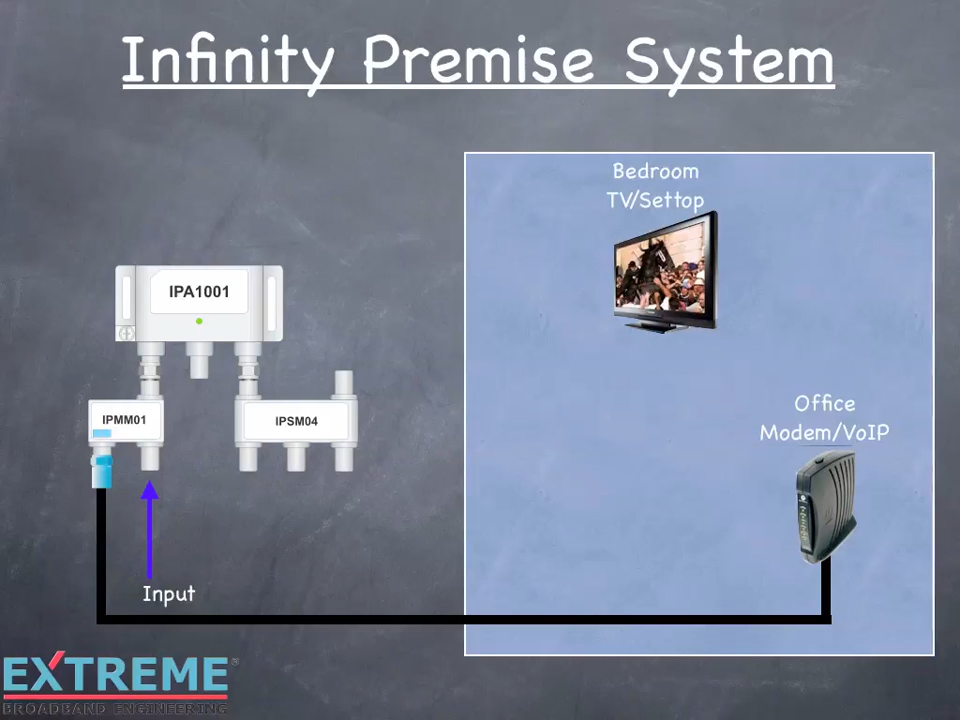 Infinity Premise System
Bedroom
TV/Settop
IPA1001
Office
Modem/VoIP
IPMM01
IPSM04
Input
EXTREME®
BROADBAND ENGINEERING